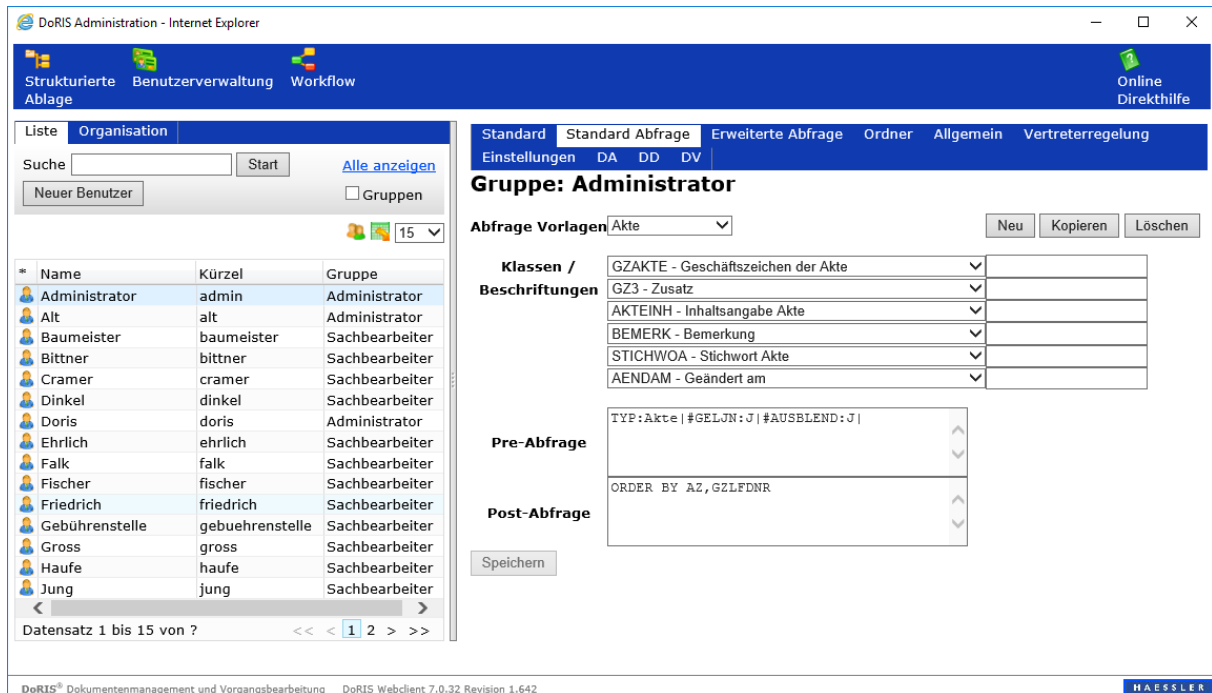 DoRIS Administration - Internet Explorer
Strukturierte Ablage
Benutzerverwaltung
Workflow
Online Direkthilfe
Liste Organisation
Suche Start Alle anzeigen
Neuer Benutzer Gruppen
15
* Name Kürzel Gruppe
Administrator admin Administrator
Alt alt Administrator
Baumeister baumeister Sachbearbeiter
Bittner bittner Sachbearbeiter
Cramer cramer Sachbearbeiter
Dinkel dinkel Sachbearbeiter
Doris doris Administrator
Ehrlich ehrlich Sachbearbeiter
Falk falk Sachbearbeiter
Fischer fischer Sachbearbeiter
Friedrich friedrich Sachbearbeiter
Gebührenstelle gebuehrenstelle Sachbearbeiter
Gross gross Sachbearbeiter
Haufe haufe Sachbearbeiter
Jung jung Sachbearbeiter
Datensatz 1 bis 15 von ? << < 1 2 > >>
Standard Standard Abfrage Erweiterte Abfrage Ordner Allgemein Vertreterregelung
Einstellungen DA DD DV
Gruppe: Administrator
Abfrage Vorlagen Akte Neu Kopieren Löschen
Klassen / GZAKTE - Geschäftszeichen der Akte
Beschriftungen GZ3 - Zusatz
AKTEINH - Inhaltsangabe Akte
BEMERK - Bemerkung
STICHWOA - Stichwort Akte
AENDAM - Geändert am
TYP:Akte|#GELJN:J|#AUSBLEND:J|
Pre-Abfrage
ORDER BY AZ,GZLFDNR
Post-Abfrage
Speichern
DoRIS® Dokumentenmanagement und Vorgangsbearbeitung DoRIS Webclient 7.0.32 Revision 1.642
HAESSLER